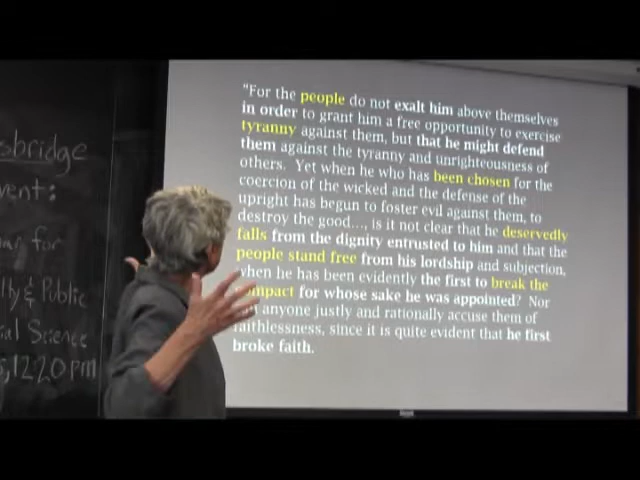 "For the people do not exalt him above themselves
in order to grant him a free opportunity to exercise
tyranny against them, but that he might defend
them against the tyranny and unrighteousness of
others. Yet when he who has been chosen for the
coercion of the wicked and the defense of the
upright has begun to foster evil against them, to
destroy the good..., is it not clear that he deservedly
falls from the dignity entrusted to him and that the
people stand free from his lordship and subjection,
when he has been evidently the first to break the
compact for whose sake he was appointed? Nor
anyone justly and rationally accuse them of
faithlessness, since it is quite evident that he first
broke faith.
sbridge
vent:
for
lty & Public
ial Science
1220 pm